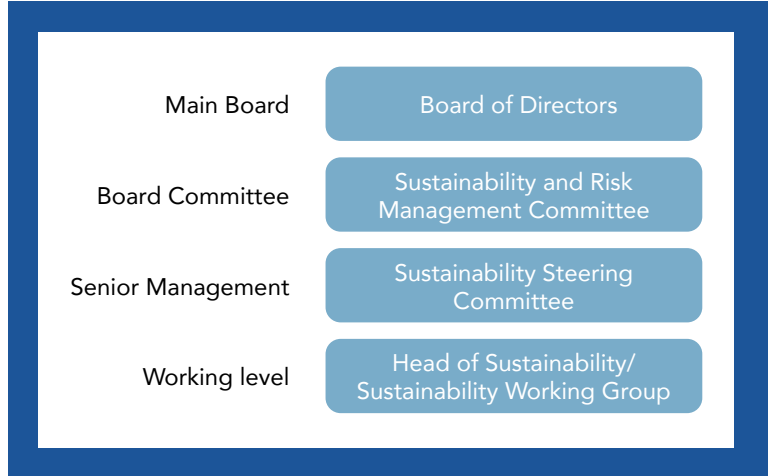 Main Board
Board of Directors
Board Committee
Sustainability and Risk
Management Committee
Senior Management
Sustainability Steering
Committee
Working level
Head of Sustainability/
Sustainability Working Group